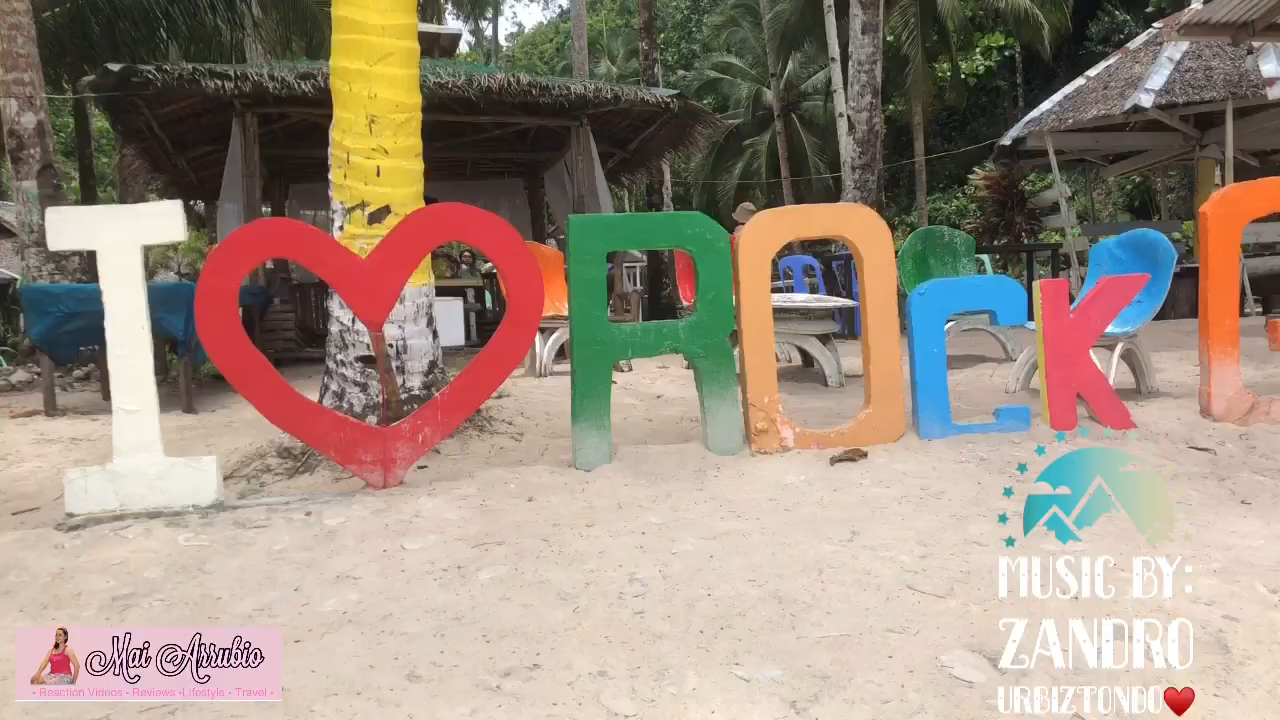 I ❤ ROCK C
MUSIC BY:
ZANDRO
URBIZTONDO❤
Mai Arrubio
• Reaction Videos • Reviews • Lifestyle • Travel •